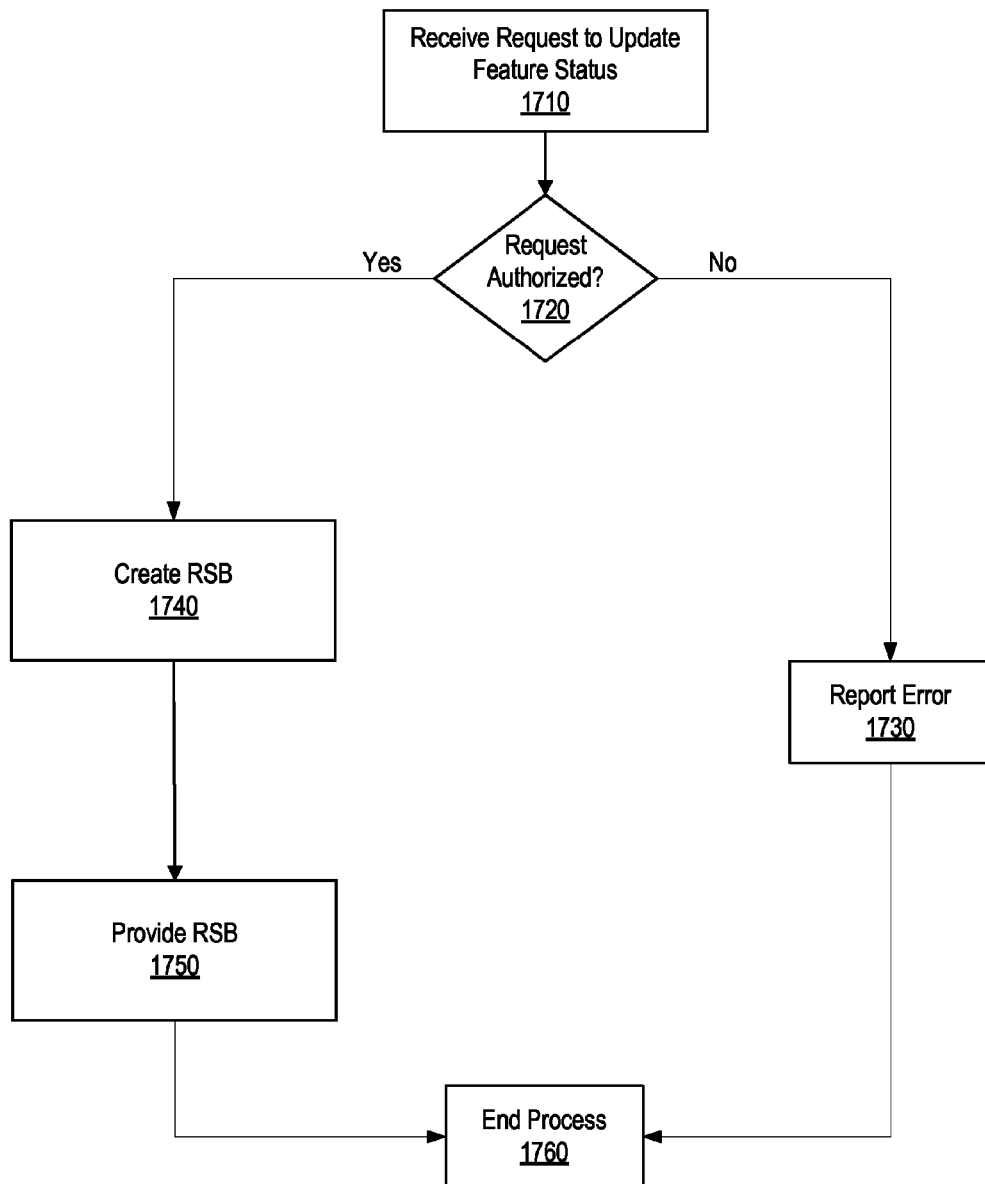 Receive Request to Update
Feature Status
1710
Request
Authorized?
1720
Yes
No
Create RSB
1740
Report Error
1730
Provide RSB
1750
End Process
1760